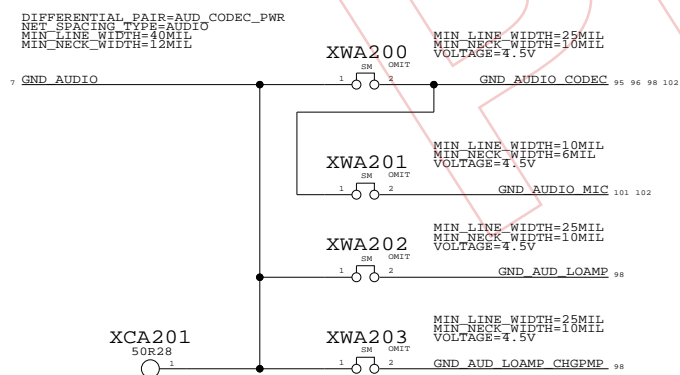 DIFFERENTIAL_PAIR=AUD_CODEC_PWR
NET_SPACING_TYPE=AUDIO
MIN_LINE_WIDTH=40MIL
MIN_NECK_WIDTH=12MIL
XWA200
MIN_LINE_WIDTH=25MIL
MIN_NECK_WIDTH=10MIL
VOLTAGE=4.5V
SM OMIT
7 GND_AUDIO
1 2
GND_AUDIO_CODEC 95 96 98 102
XWA201
MIN_LINE_WIDTH=10MIL
MIN_NECK_WIDTH=6MIL
VOLTAGE=4.5V
SM OMIT
1 2
GND_AUDIO_MIC 101 102
XWA202
MIN_LINE_WIDTH=25MIL
MIN_NECK_WIDTH=10MIL
VOLTAGE=4.5V
SM OMIT
1 2
GND_AUD_LOAMP 98
XCA201
50R28
1
XWA203
MIN_LINE_WIDTH=25MIL
MIN_NECK_WIDTH=10MIL
VOLTAGE=4.5V
SM OMIT
1 2
GND_AUD_LOAMP_CHGPMP 98